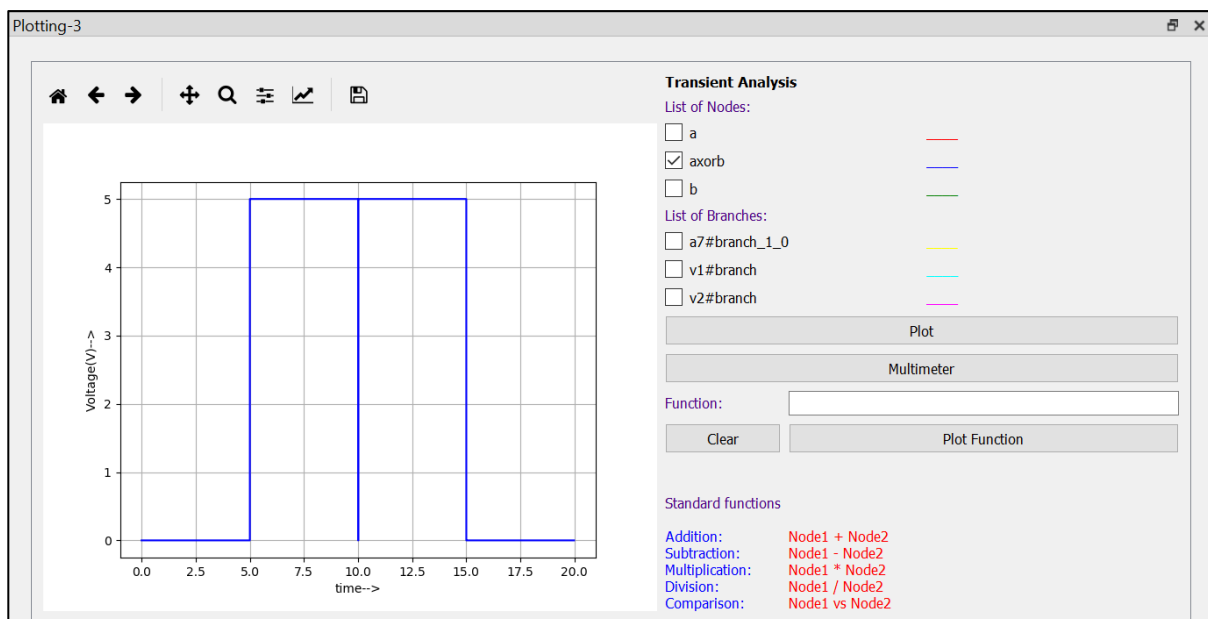 Plotting-3
Transient Analysis
List of Nodes:
a
axorb
b
List of Branches:
a7#branch_1_0
v1#branch
v2#branch
Plot
Multimeter
Function:
Clear
Plot Function
Standard functions
Addition: Node1 + Node2
Subtraction: Node1 - Node2
Multiplication: Node1 * Node2
Division: Node1 / Node2
Comparison: Node1 vs Node2
Voltage(V)-->
5
4
3
2
1
0
0.0 2.5 5.0 7.5 10.0 12.5 15.0 17.5 20.0
time-->